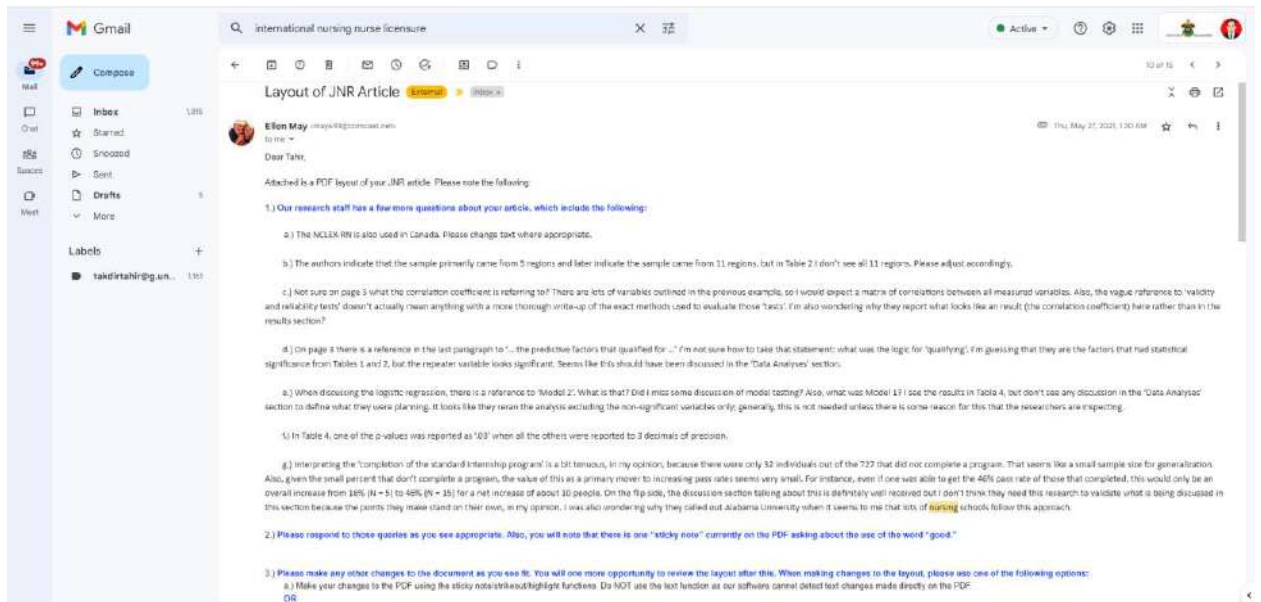 Gmail
international nursing nurse licensure
Active
99+
Mail
Compose
10 of 15
Layout of JNR Article External Inbox ×
Chat
Inbox 1,015
Starred
Ellen May
Thu, May 27, 2021, 1:30 AM
to me
Spaces
Snoozed
Sent
Dear Tahir,
Meet
Drafts 5
More
Attached is a PDF layout of your JNR article. Please note the following:
1.) Our research staff has a few more questions about your article, which include the following:
Labels +
a.) The NCLEX-RN is also used in Canada. Please change text where appropriate.
takdirtahir@g.un...
b.) The authors indicate that the sample primarily came from 5 regions and later indicate the sample came from 11 regions, but in Table 2 I don't see all 11 regions. Please adjust accordingly.
c.) Not sure on page 3 what the correlation coefficient is referring to? There are lots of variables outlined in the previous example, so I would expect a matrix of correlations between all measured variables. Also, the vague reference to 'validity
and reliability tests' doesn't actually mean anything with a more thorough write-up of the exact methods used to evaluate those 'tests'. I'm also wondering why they report what looks like an result (the correlation coefficient) here rather than in the
results section?
d.) On page 3 there is a reference in the last paragraph to "... the predictive factors that qualified for ..." I'm not sure how to take that statement; what was the logic for 'qualifying'. I'm guessing that they are the factors that had statistical
significance from Tables 1 and 2, but the repeater variable looks significant. Seems like this should have been discussed in the 'Data Analyses' section.
e.) When discussing the logistic regression, there is a reference to 'Model 2'. What is that? Did I miss some discussion of model testing? Also, what was Model 1? I see the results in Table 4, but don't see any discussion in the 'Data Analyses'
section to define what they were planning. It looks like they reran the analysis excluding the non-significant variables only; generally, this is not needed unless there is some reason for this that the researchers are inspecting.
f.) In Table 4, one of the p-values was reported as '.03' when all the others were reported to 3 decimals of precision.
g.) Interpreting the 'completion of the standard internship program' is a bit tenuous, in my opinion, because there were only 32 individuals out of the 727 that did not complete a program. That seems like a small sample size for generalization.
Also, given the small percent that don't complete a program, the value of this as a primary mover to increasing pass rates seems very small. For instance, even if one was able to get the 46% pass rate of those that completed, this would only be an
overall increase from 16% (N = 5) to 46% (N = 15) for a net increase of about 10 people. On the flip side, the discussion section talking about this is definitely well received but I don't think they need this research to validate what is being discussed in
this section because the points they make stand on their own, in my opinion. I was also wondering why they called out Alabama University when it seems to me that lots of nursing schools follow this approach.
2.) Please respond to those queries as you see appropriate. Also, you will note that there is one "sticky note" currently on the PDF asking about the use of the word "good."
3.) Please make any other changes to the document as you see fit. You will one more opportunity to review the layout after this. When making changes to the layout, please use one of the following options:
a.) Make your changes to the PDF using the sticky note/strikeout/highlight functions. Do NOT use the text function as our software cannot detect text changes made directly on the PDF.
OR